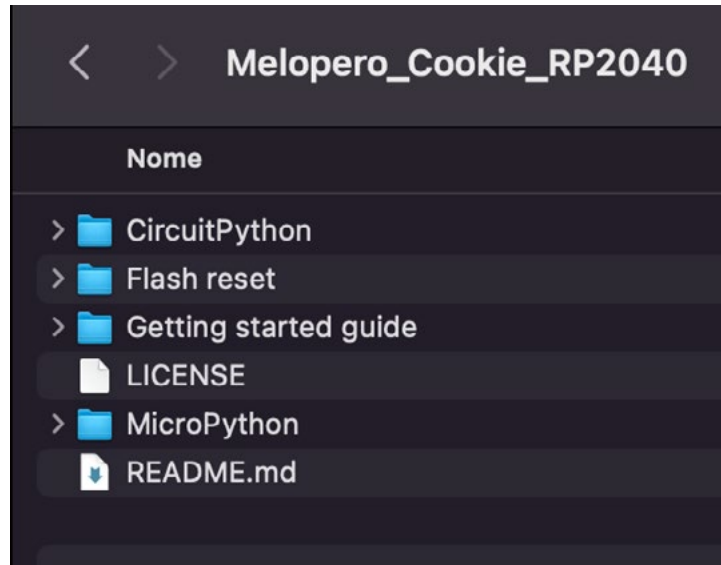 Melopero_Cookie_RP2040
Nome
CircuitPython
Flash reset
Getting started guide
LICENSE
MicroPython
README.md